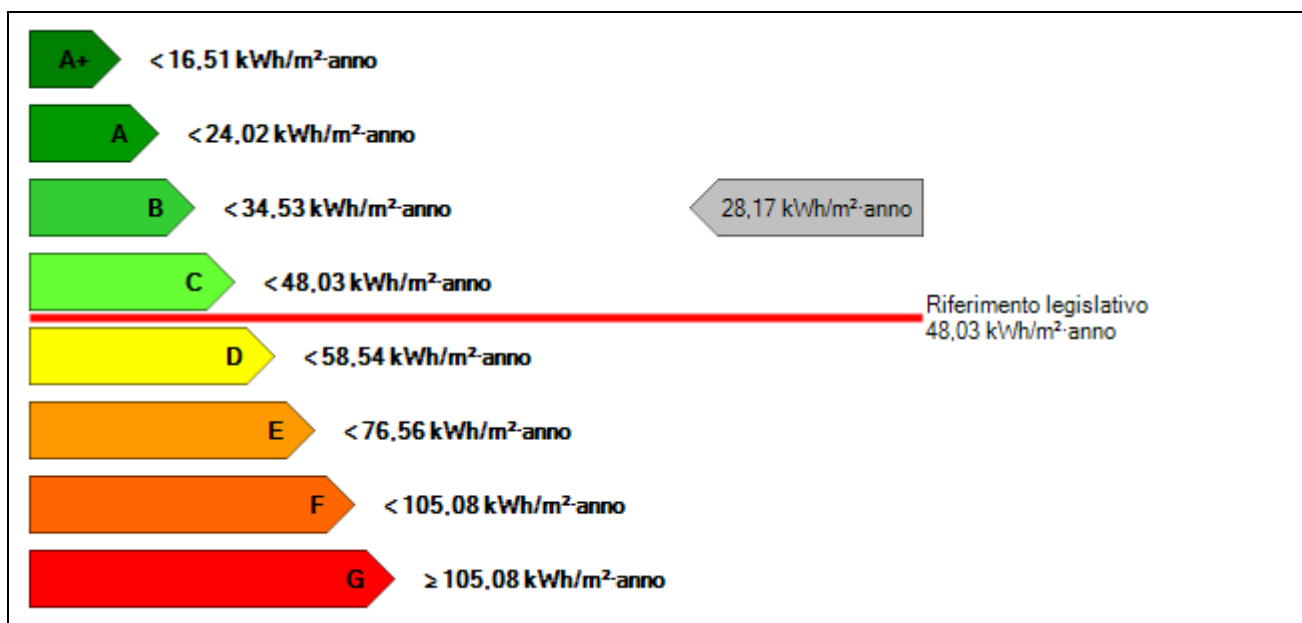 A+ < 16,51 kWh/m²·anno
A < 24,02 kWh/m²·anno
B < 34,53 kWh/m²·anno 28,17 kWh/m²·anno
C < 48,03 kWh/m²·anno
Riferimento legislativo
48,03 kWh/m²·anno
D < 58,54 kWh/m²·anno
E < 76,56 kWh/m²·anno
F < 105,08 kWh/m²·anno
G ≥ 105,08 kWh/m²·anno